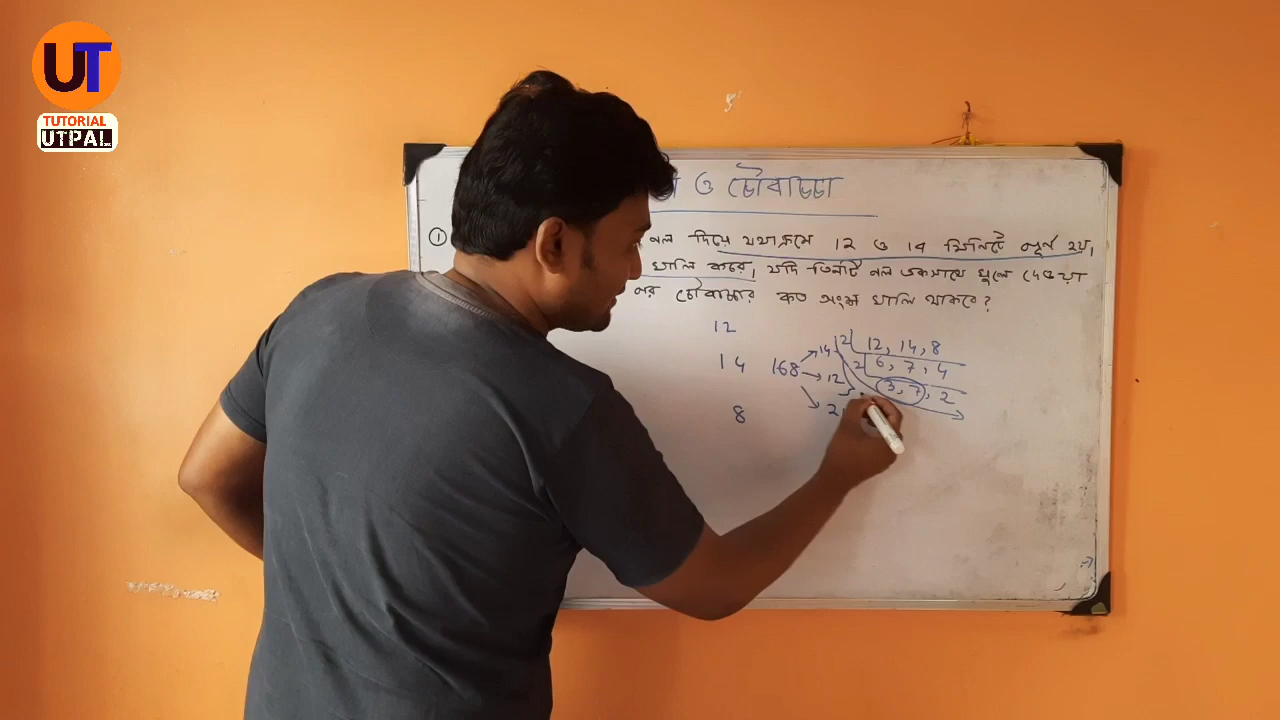 UT
TUTORIAL
UTPAL
ও চৌবাচ্চা
① নল দিয়ে যথাক্রমে 12 ও 14 মিনিটে পূর্ণ হয়,
খালি করে, যদি তিনটি নল একসাথে খুলে দেওয়া
চৌবাচ্চার কত অংশ খালি থাকবে?
12
14
8
168
14
12
2
2 12, 14, 8
2 6, 7, 4
3, 7, 2